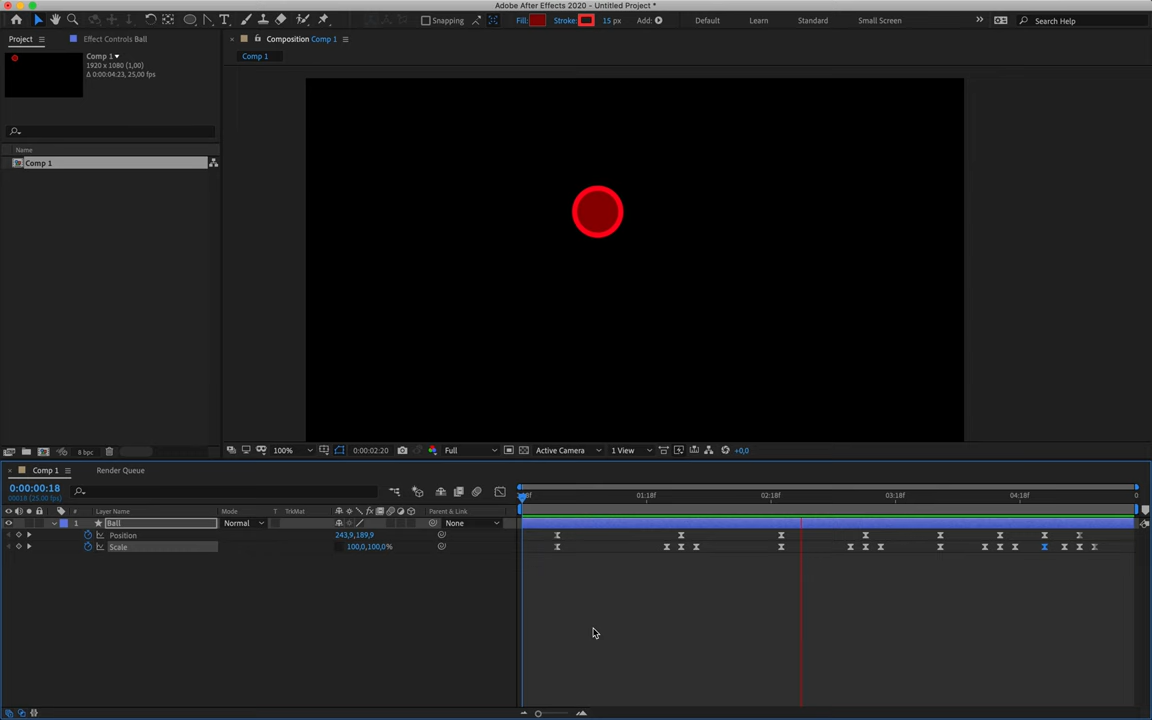 Adobe After Effects 2020 - Untitled Project *
Snapping
Fill:
Stroke:
15 px
Add:
Default
Learn
Standard
Small Screen
Search Help
Project
Effect Controls Ball
Composition Comp 1
Comp 1
1920 x 1080 (1,00)
Δ 0:00:04:23, 25,00 fps
Comp 1
Name
Comp 1
8 bpc
100%
0:00:02:20
Full
Active Camera
1 View
+0,0
Comp 1
Render Queue
0:00:00:18
00018 (25.00 fps)
01:18f
02:18f
03:18f
04:18f
#
Layer Name
Mode
T
TrkMat
Parent & Link
1
Ball
Normal
None
Position
243,9,189,9
Scale
100,0,100,0%